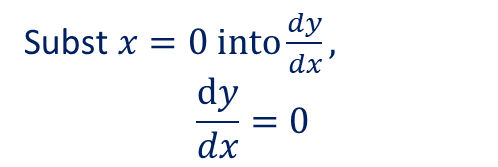 Subst x = 0 into dy/dx,
dy/dx = 0